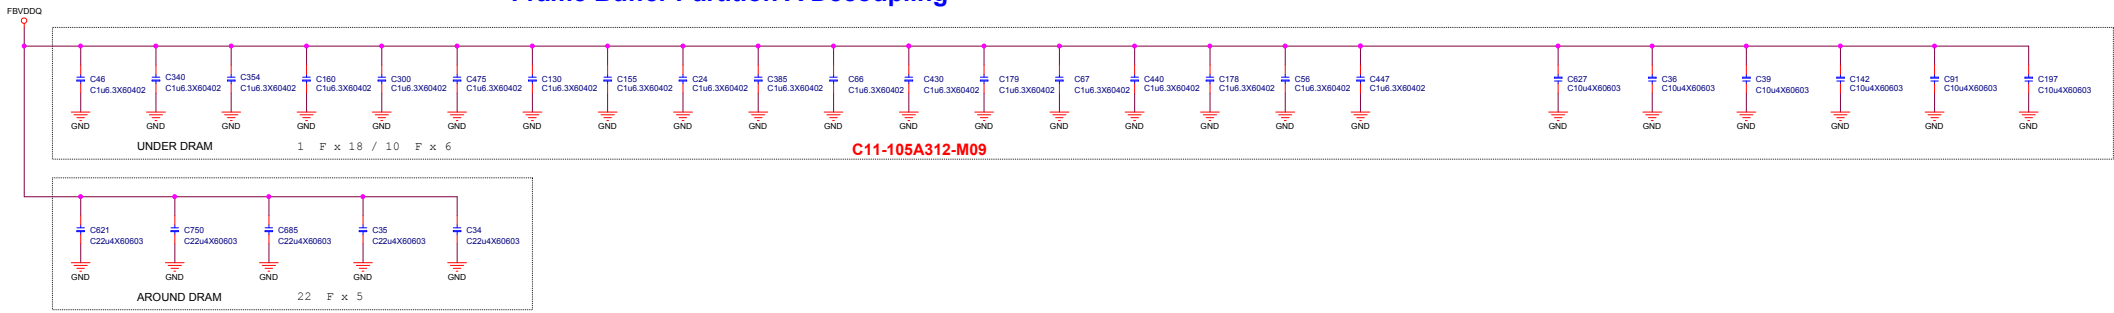 FBVDDQ
C46
C1u6.3X60402
C340
C1u6.3X60402
C354
C1u6.3X60402
C160
C1u6.3X60402
C300
C1u6.3X60402
C475
C1u6.3X60402
C130
C1u6.3X60402
C155
C1u6.3X60402
C24
C1u6.3X60402
C385
C1u6.3X60402
C66
C1u6.3X60402
C430
C1u6.3X60402
C179
C1u6.3X60402
C67
C1u6.3X60402
C440
C1u6.3X60402
C178
C1u6.3X60402
C56
C1u6.3X60402
C447
C1u6.3X60402
C627
C10u4X60603
C36
C10u4X60603
C39
C10u4X60603
C142
C10u4X60603
C91
C10u4X60603
C197
C10u4X60603
GND GND GND GND GND GND GND GND GND GND GND GND GND GND GND GND GND GND GND GND GND GND GND GND
UNDER DRAM 1 F x 18 / 10 F x 6
C11-105A312-M09
C621
C22u4X60603
C750
C22u4X60603
C685
C22u4X60603
C35
C22u4X60603
C34
C22u4X60603
GND GND GND GND GND
AROUND DRAM 22 F x 5